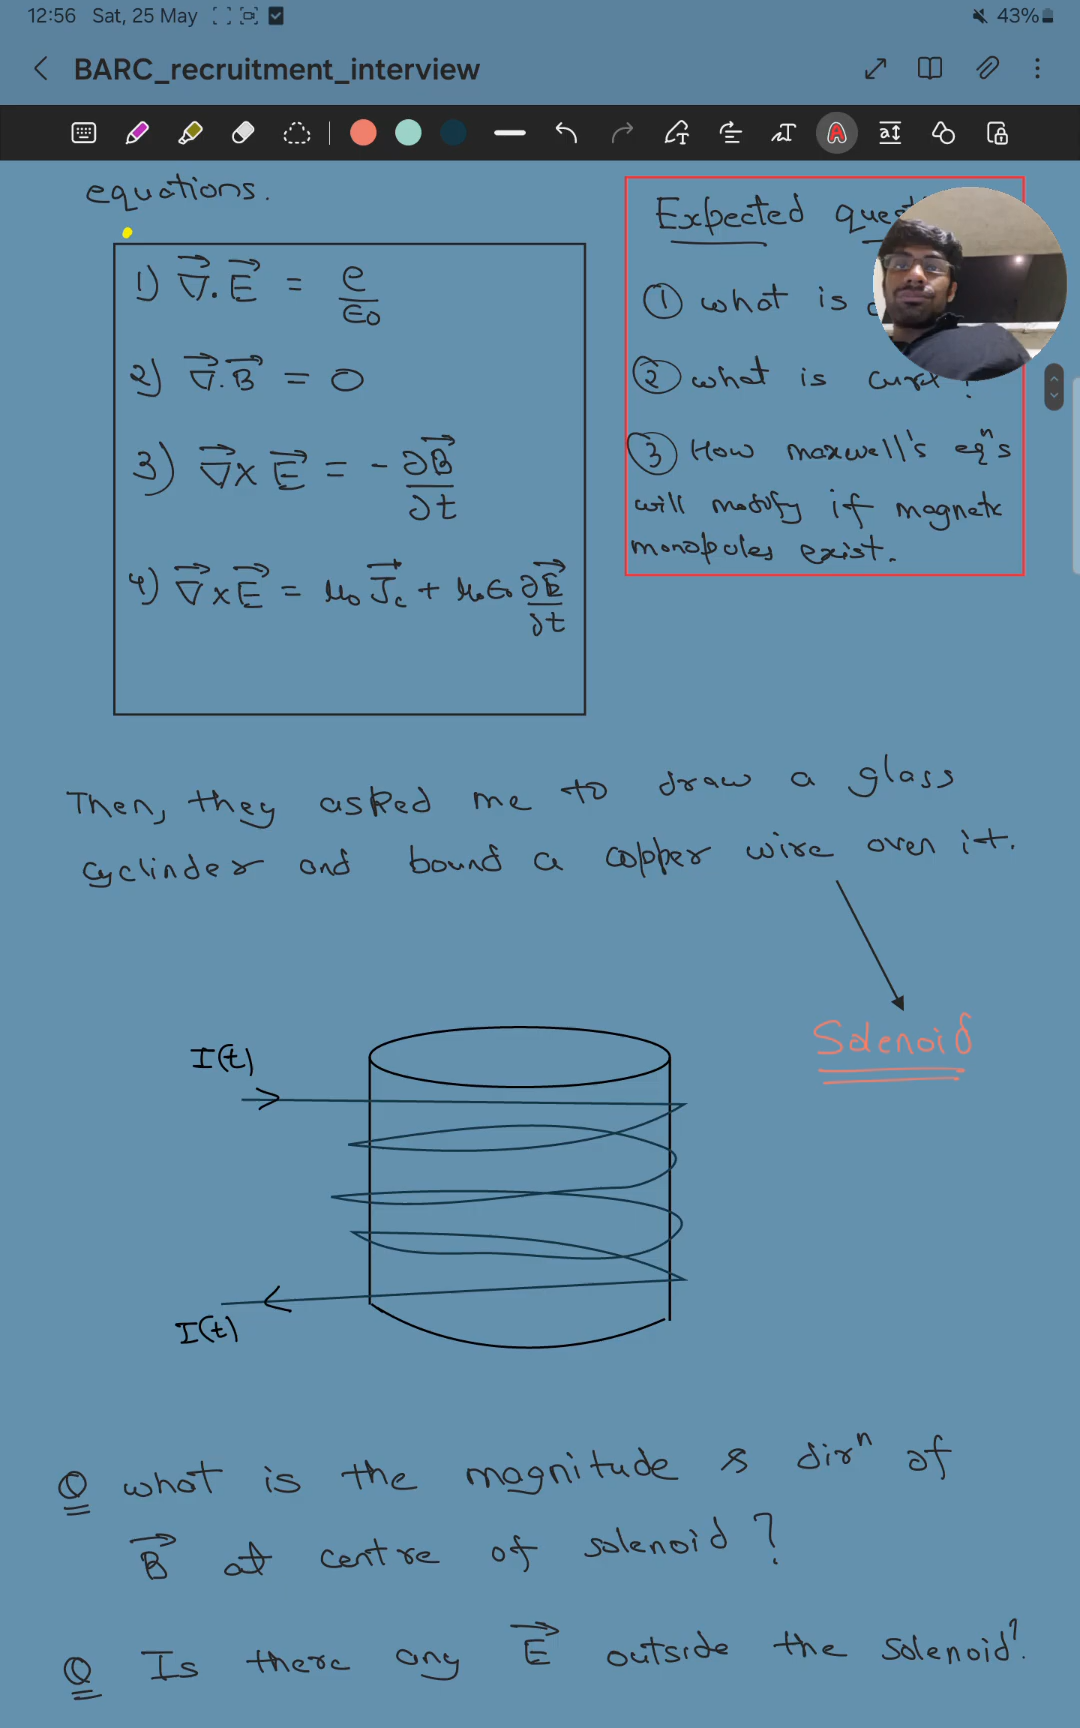 12:56 Sat, 25 May 43%
BARC_recruitment_interview
equations.
1) ∇⃗.E⃗ = ρ/ε₀
2) ∇⃗.B⃗ = 0
3) ∇⃗×E⃗ = -∂B⃗/∂t
4) ∇⃗×E⃗ = μ₀J⃗c + μ₀ε₀∂E⃗/∂t
Expected
① what is
② what is curl?
③ How maxwell's eqⁿs
will modify if magnetic
monopoles exist.
Then, they asked me to draw a glass
cyclinder and bound a copper wire over it.
Solenoid
I(t)
I(t)
Q what is the magnitude & dirⁿ of
B⃗ at centre of solenoid?
Q Is there any E⃗ outside the solenoid?